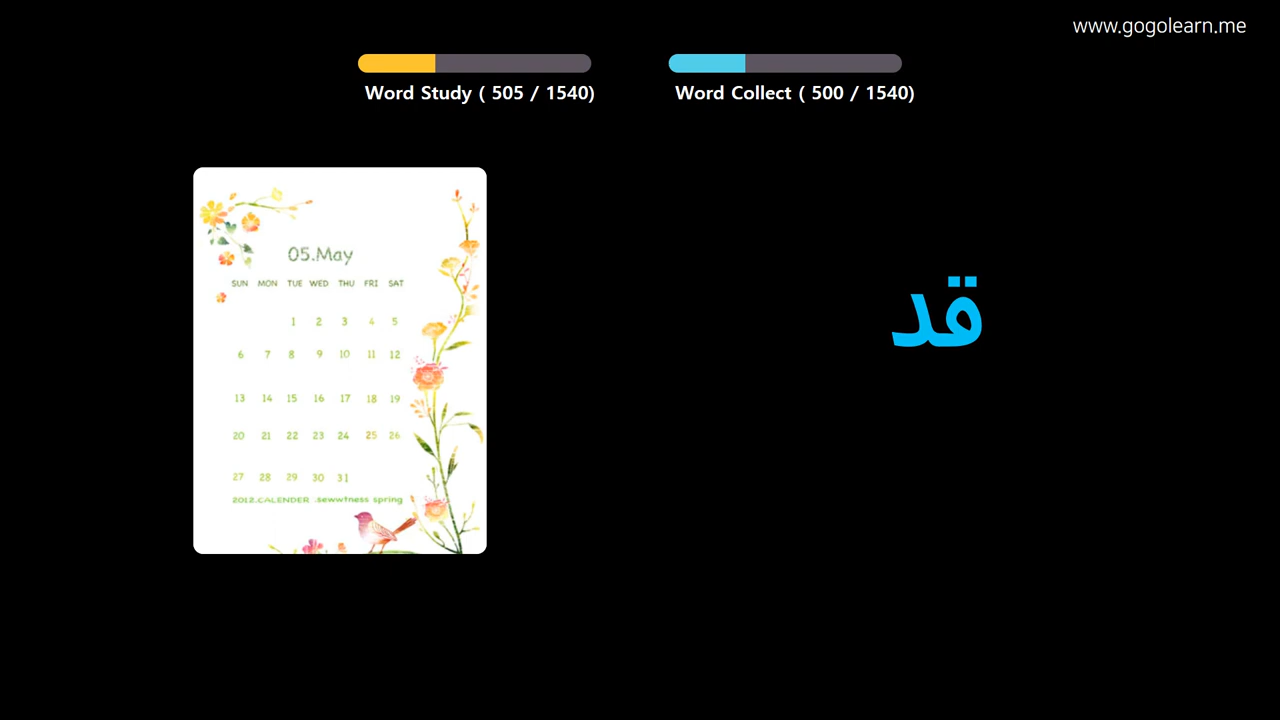 www.gogolearn.me
Word Study ( 505 / 1540)
Word Collect ( 500 / 1540)
05.May
SUN MON TUE WED THU FRI SAT
1 2 3 4 5
6 7 8 9 10 11 12
13 14 15 16 17 18 19
20 21 22 23 24 25 26
27 28 29 30 31
2012.CALENDER .sewwtness spring
قد